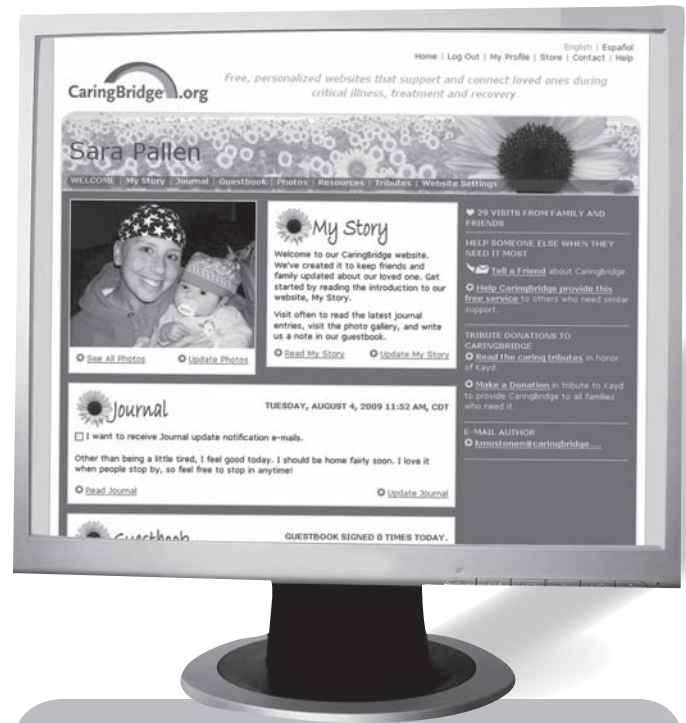 English | Español
Home | Log Out | My Profile | Store | Contact | Help
CaringBridge.org
Free, personalized websites that support and connect loved ones during
critical illness, treatment and recovery.
Sara Pallen
WELCOME | My Story | Journal | Guestbook | Photos | Resources | Tributes | Website Settings
See All Photos
Update Photos
My Story
Welcome to our CaringBridge website.
We've created it to keep friends and
family updated about our loved one. Get
started by reading the introduction to our
website, My Story.
Visit often to read the latest journal
entries, visit the photo gallery, and write
us a note in our guestbook.
Read My Story
Update My Story
29 VISITS FROM FAMILY AND
FRIENDS
HELP SOMEONE ELSE WHEN THEY
NEED IT MOST
Tell a Friend about CaringBridge.
Help CaringBridge provide this
free service to others who need similar
support.
TRIBUTE DONATIONS TO
CARINGBRIDGE
Read the caring tributes in honor
of Kayd.
Make a Donation in tribute to Kayd
to provide CaringBridge to all families
who need it.
E-MAIL AUTHOR
kmustonen@caringbridge....
Journal
TUESDAY, AUGUST 4, 2009 11:52 AM, CDT
I want to receive Journal update notification e-mails.
Other than being a little tired, I feel good today. I should be home fairly soon. I love it
when people stop by, so feel free to stop in anytime!
Read Journal
Update Journal
Guestbook
GUESTBOOK SIGNED 0 TIMES TODAY.